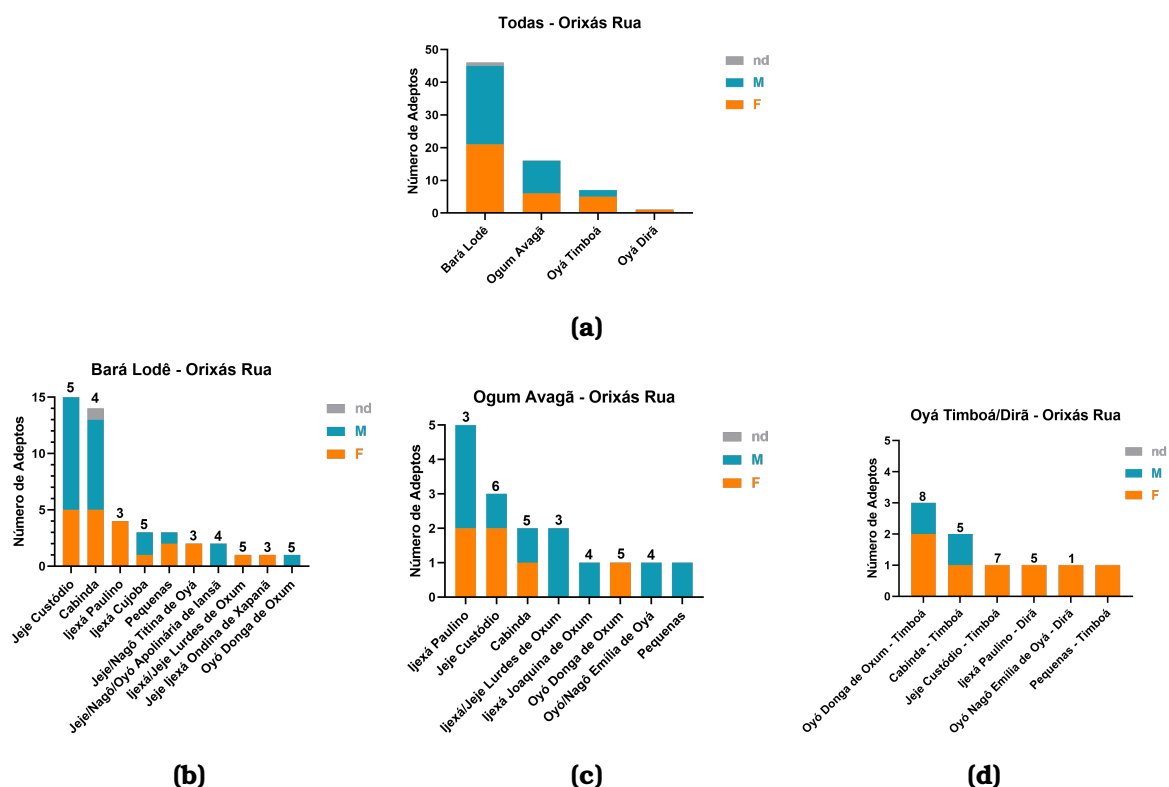 Todas - Orixás Rua
Número de Adeptos
50
40
30
20
10
0
Bará Lodê
Ogum Avagã
Oyá Timboá
Oyá Dirã
nd
M
F
(a)
Bará Lodê - Orixás Rua
Número de Adeptos
15
10
5
0
5
4
3
5
3
4
5
3
5
Jeje Custódio
Cabinda
Ijexá Paulino
Ijexá Cujoba
Pequenas
Jeje/Nagô Titina de Oyá
Jeje/Nagô/Oyó Apolinária de Iansã
Ijexá/Jeje Lurdes de Oxum
Jeje Ijexá Ondina de Xapanã
Oyó Donga de Oxum
nd
M
F
(b)
Ogum Avagã - Orixás Rua
Número de Adeptos
5
4
3
2
1
0
3
6
5
3
4
5
4
Ijexá Paulino
Jeje Custódio
Cabinda
Ijexá/Jeje Lurdes de Oxum
Ijexá Joaquina de Oxum
Oyó Donga de Oxum
Oyó/Nagô Emilia de Oyá
Pequenas
nd
M
F
(c)
Oyá Timboá/Dirã - Orixás Rua
Número de Adeptos
5
4
3
2
1
0
8
5
7
5
1
Oyó Donga de Oxum - Timboá
Cabinda - Timboá
Jeje Custódio - Timboá
Ijexá Paulino - Dirã
Oyó Nagô Emilia de Oyá - Dirã
Pequenas - Timboá
nd
M
F
(d)